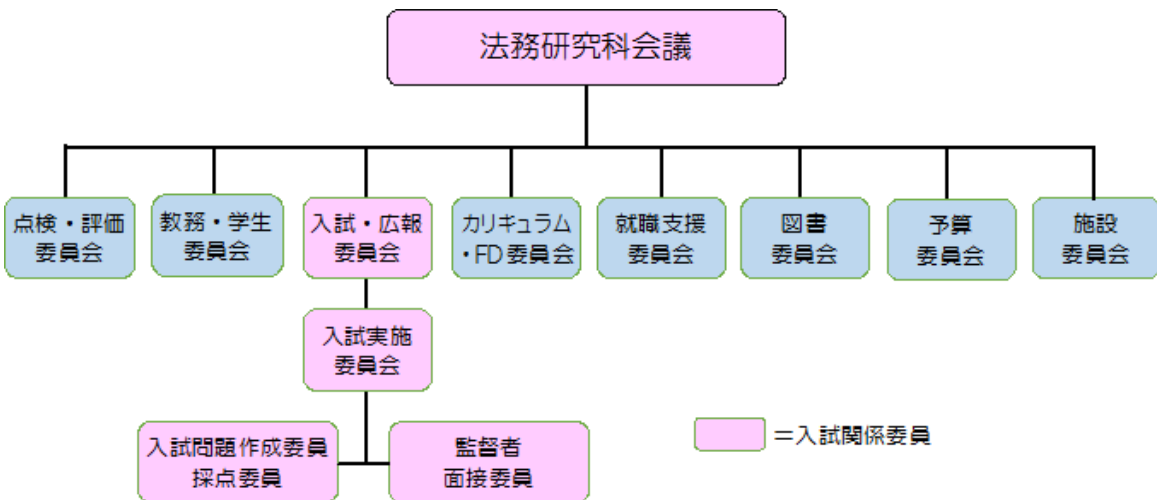 法務研究科会議
点検・評価
委員会
教務・学生
委員会
入試・広報
委員会
カリキュラム
・FD委員会
就職支援
委員会
図書
委員会
予算
委員会
施設
委員会
入試実施
委員会
入試問題作成委員
採点委員
監督者
面接委員
＝入試関係委員